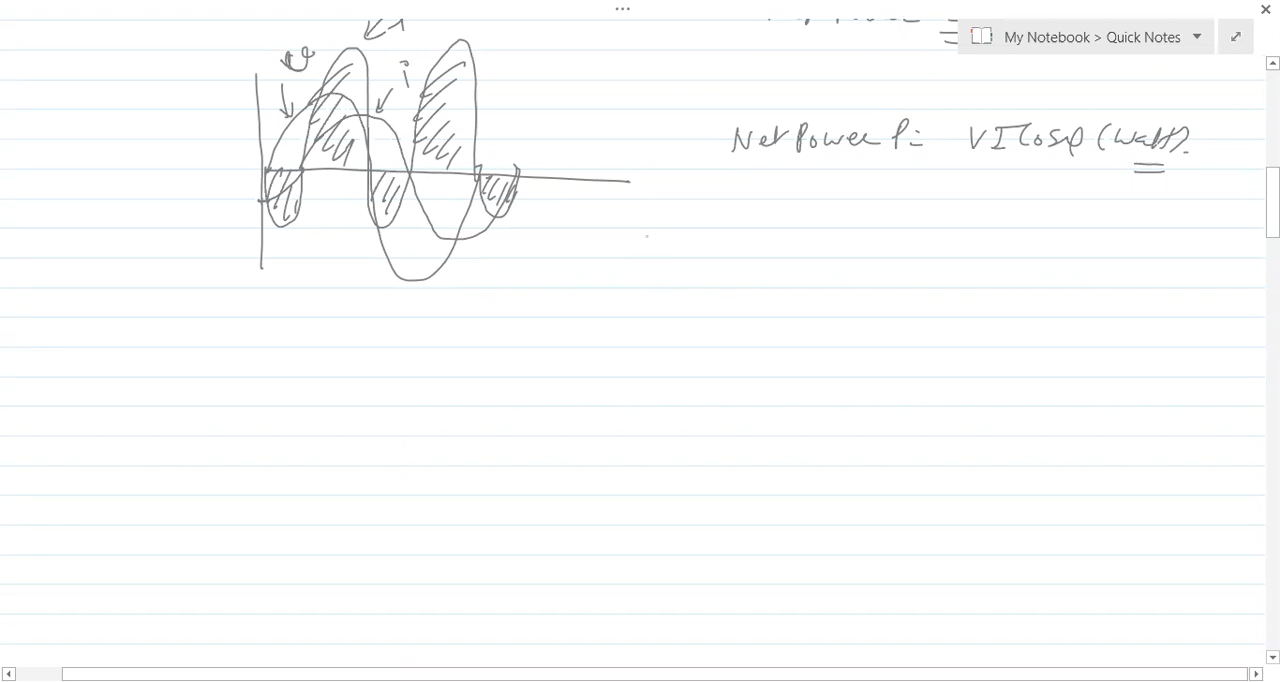 ...
My Notebook > Quick Notes
v
i
Net Power P = VI Cosφ (Watt).